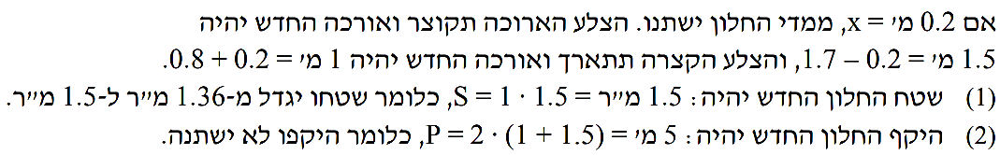 אם 0.2 מ׳ = x, ממדי החלון ישתנו. הצלע הארוכה תקוצר ואורכה החדש יהיה
1.5 מ׳ = 1.7 – 0.2, והצלע הקצרה תתארך ואורכה החדש יהיה 1 מ׳ = 0.8 + 0.2.
(1) שטח החלון החדש יהיה: 1.5 מ״ר = S = 1 · 1.5, כלומר שטחו יגדל מ-1.36 מ״ר ל-1.5 מ״ר.
(2) היקף החלון החדש יהיה: 5 מ׳ = P = 2 · (1 + 1.5), כלומר היקפו לא ישתנה.